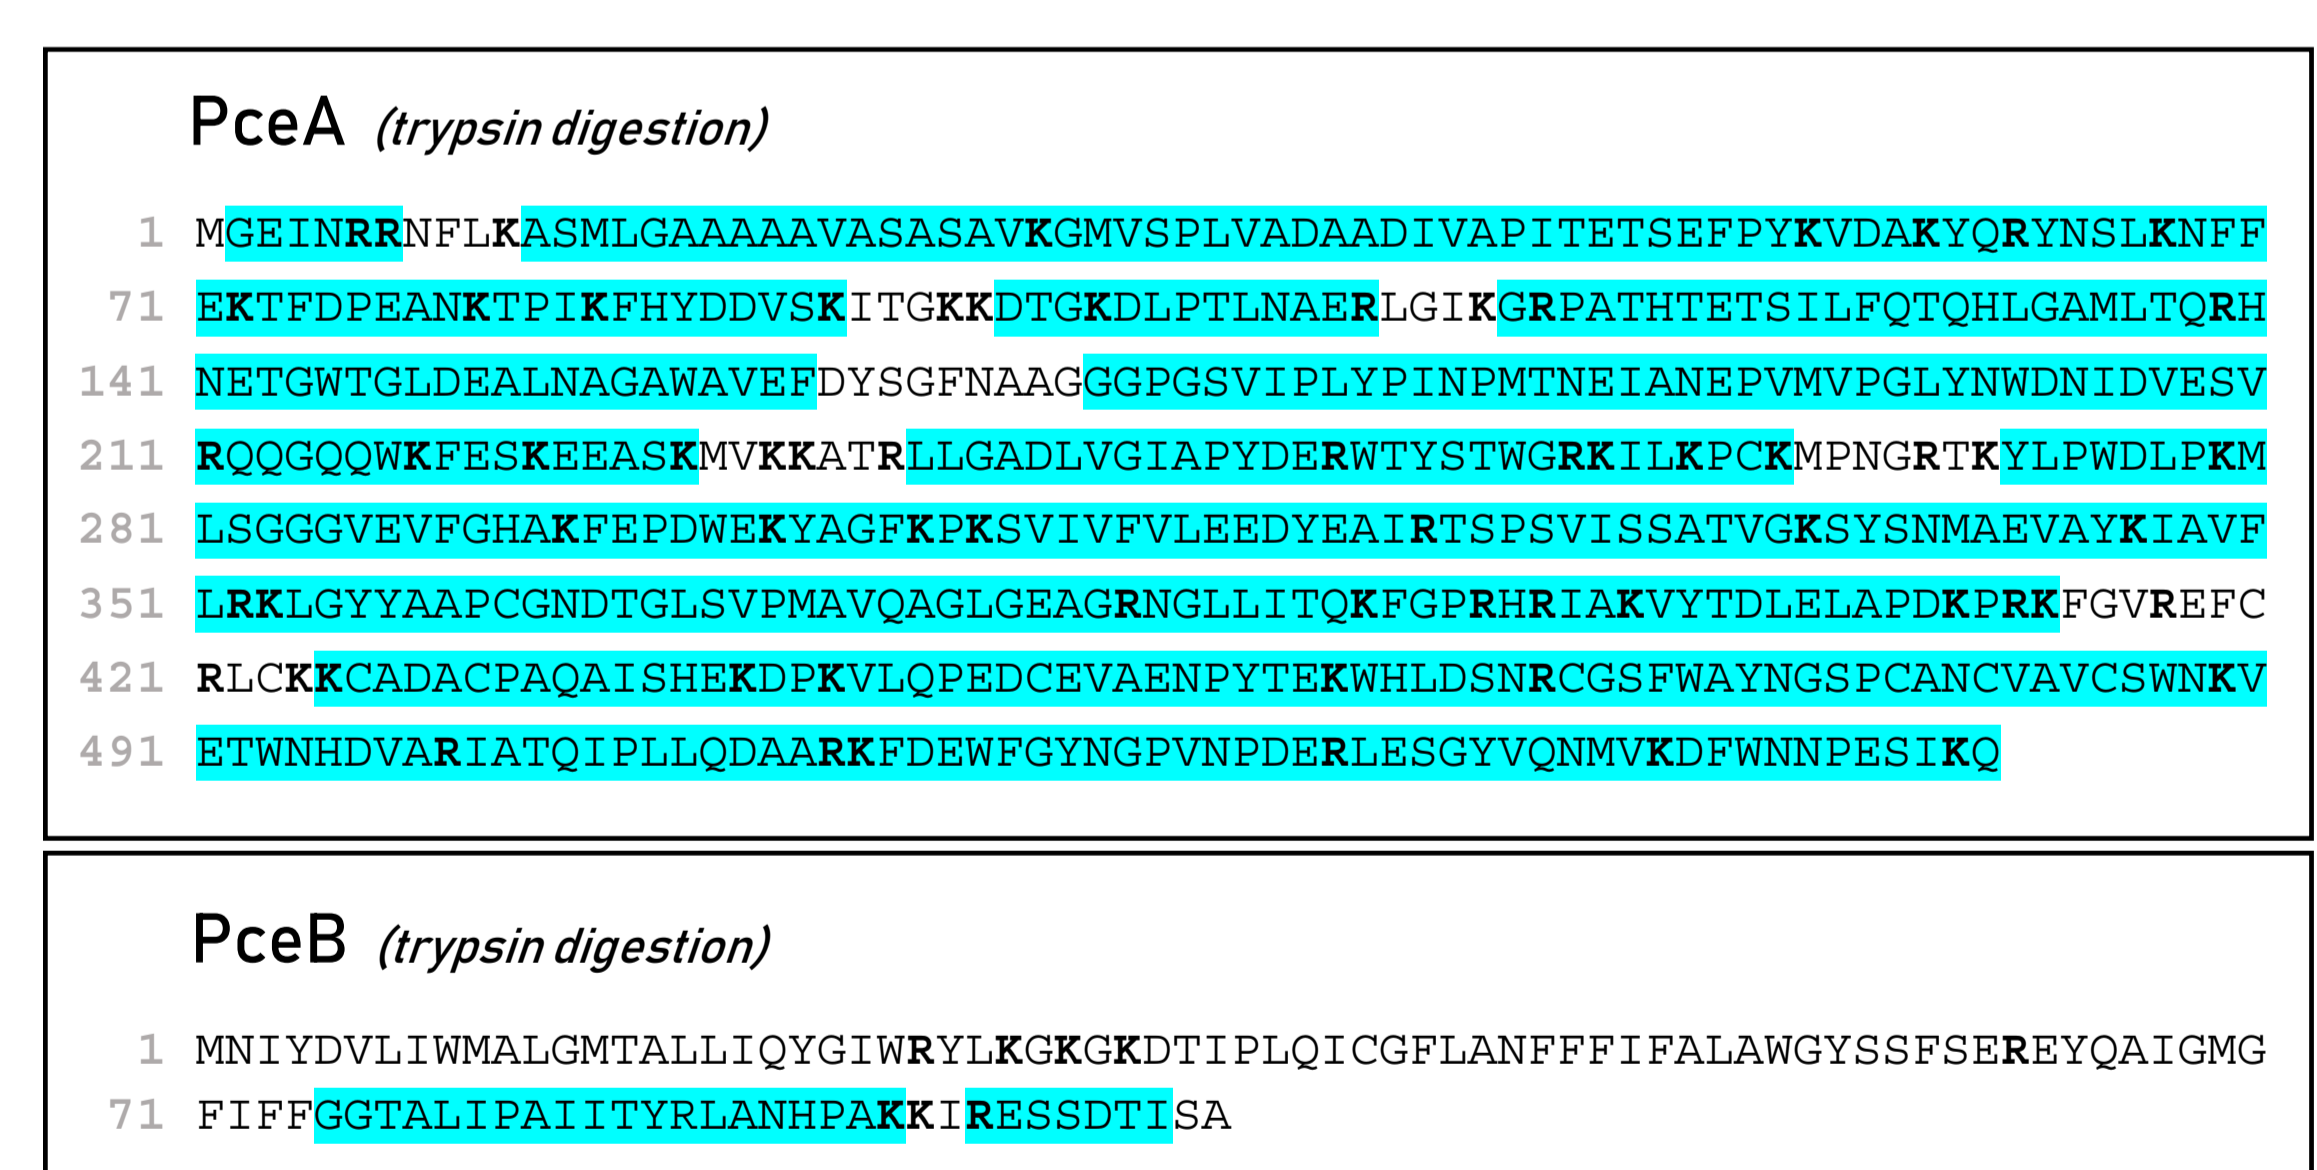 PceA (trypsin digestion)
1 MGEINRRNFLKASMLGAAAAAVASASAVKGMVSPLVADAADIVAPITETSEFPYKVDAKYQRYNSLKNFF
71 EKTFDPEANKTPIKFHYDDVSKITGKKDTGKDLPTLNAERLGIKGRPATHTETSILFQTQHLGAMLTQRH
141 NETGWTGLDEALNAGAWAVEFDYSGFNAAGGGPGSVIPLYPINPMTNEIANEPVMVPGLYNWDNIDVESV
211 RQQGQQWKFESKEEASKMVKKATRLLGADLVGIAPYDERWTYSTWGRKILKPCKMPNGRTKYLPWDLPKM
281 LSGGGVEVFGHAKFEPDWEKYAGFKPKSVIVFVLEEDYEAIRTSPSVISSATVGKSYSNMAEVAYKIAVF
351 LRKLGYYAAPCGNDTGLSVPMAVQAGLGEAGRNGLLITQKFGPRHRIAKVYTDLELAPDKPRKFGVREFC
421 RLCKKCADACPAQAISHEKDPKVLQPEDCEVAENPYTEKWHLDSNRCGSFWAYNGSPCANCVAVCSWNKV
491 ETWNHDVARIATQIPLLQDAARKFDEWFGYNGPVNPDERLESGYVQNMVKDFWNNPESIKQ
PceB (trypsin digestion)
1 MNIYDVLIWMALGMTALLIQYGIWRYLKGKGKDTIPLQICGFLANFFFIFALAWGYSSFSEREYQAIGMG
71 FIFFGGTALIPAIITYRLANHPAKKIRESSDTISA